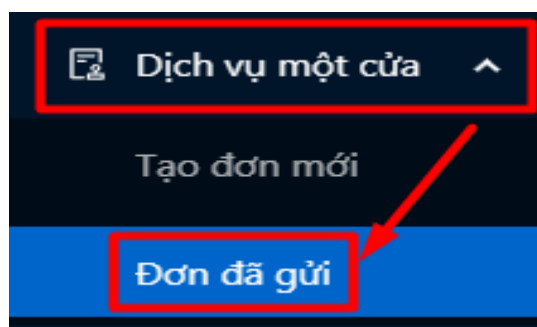 Dịch vụ một cửa
Tạo đơn mới
Đơn đã gửi